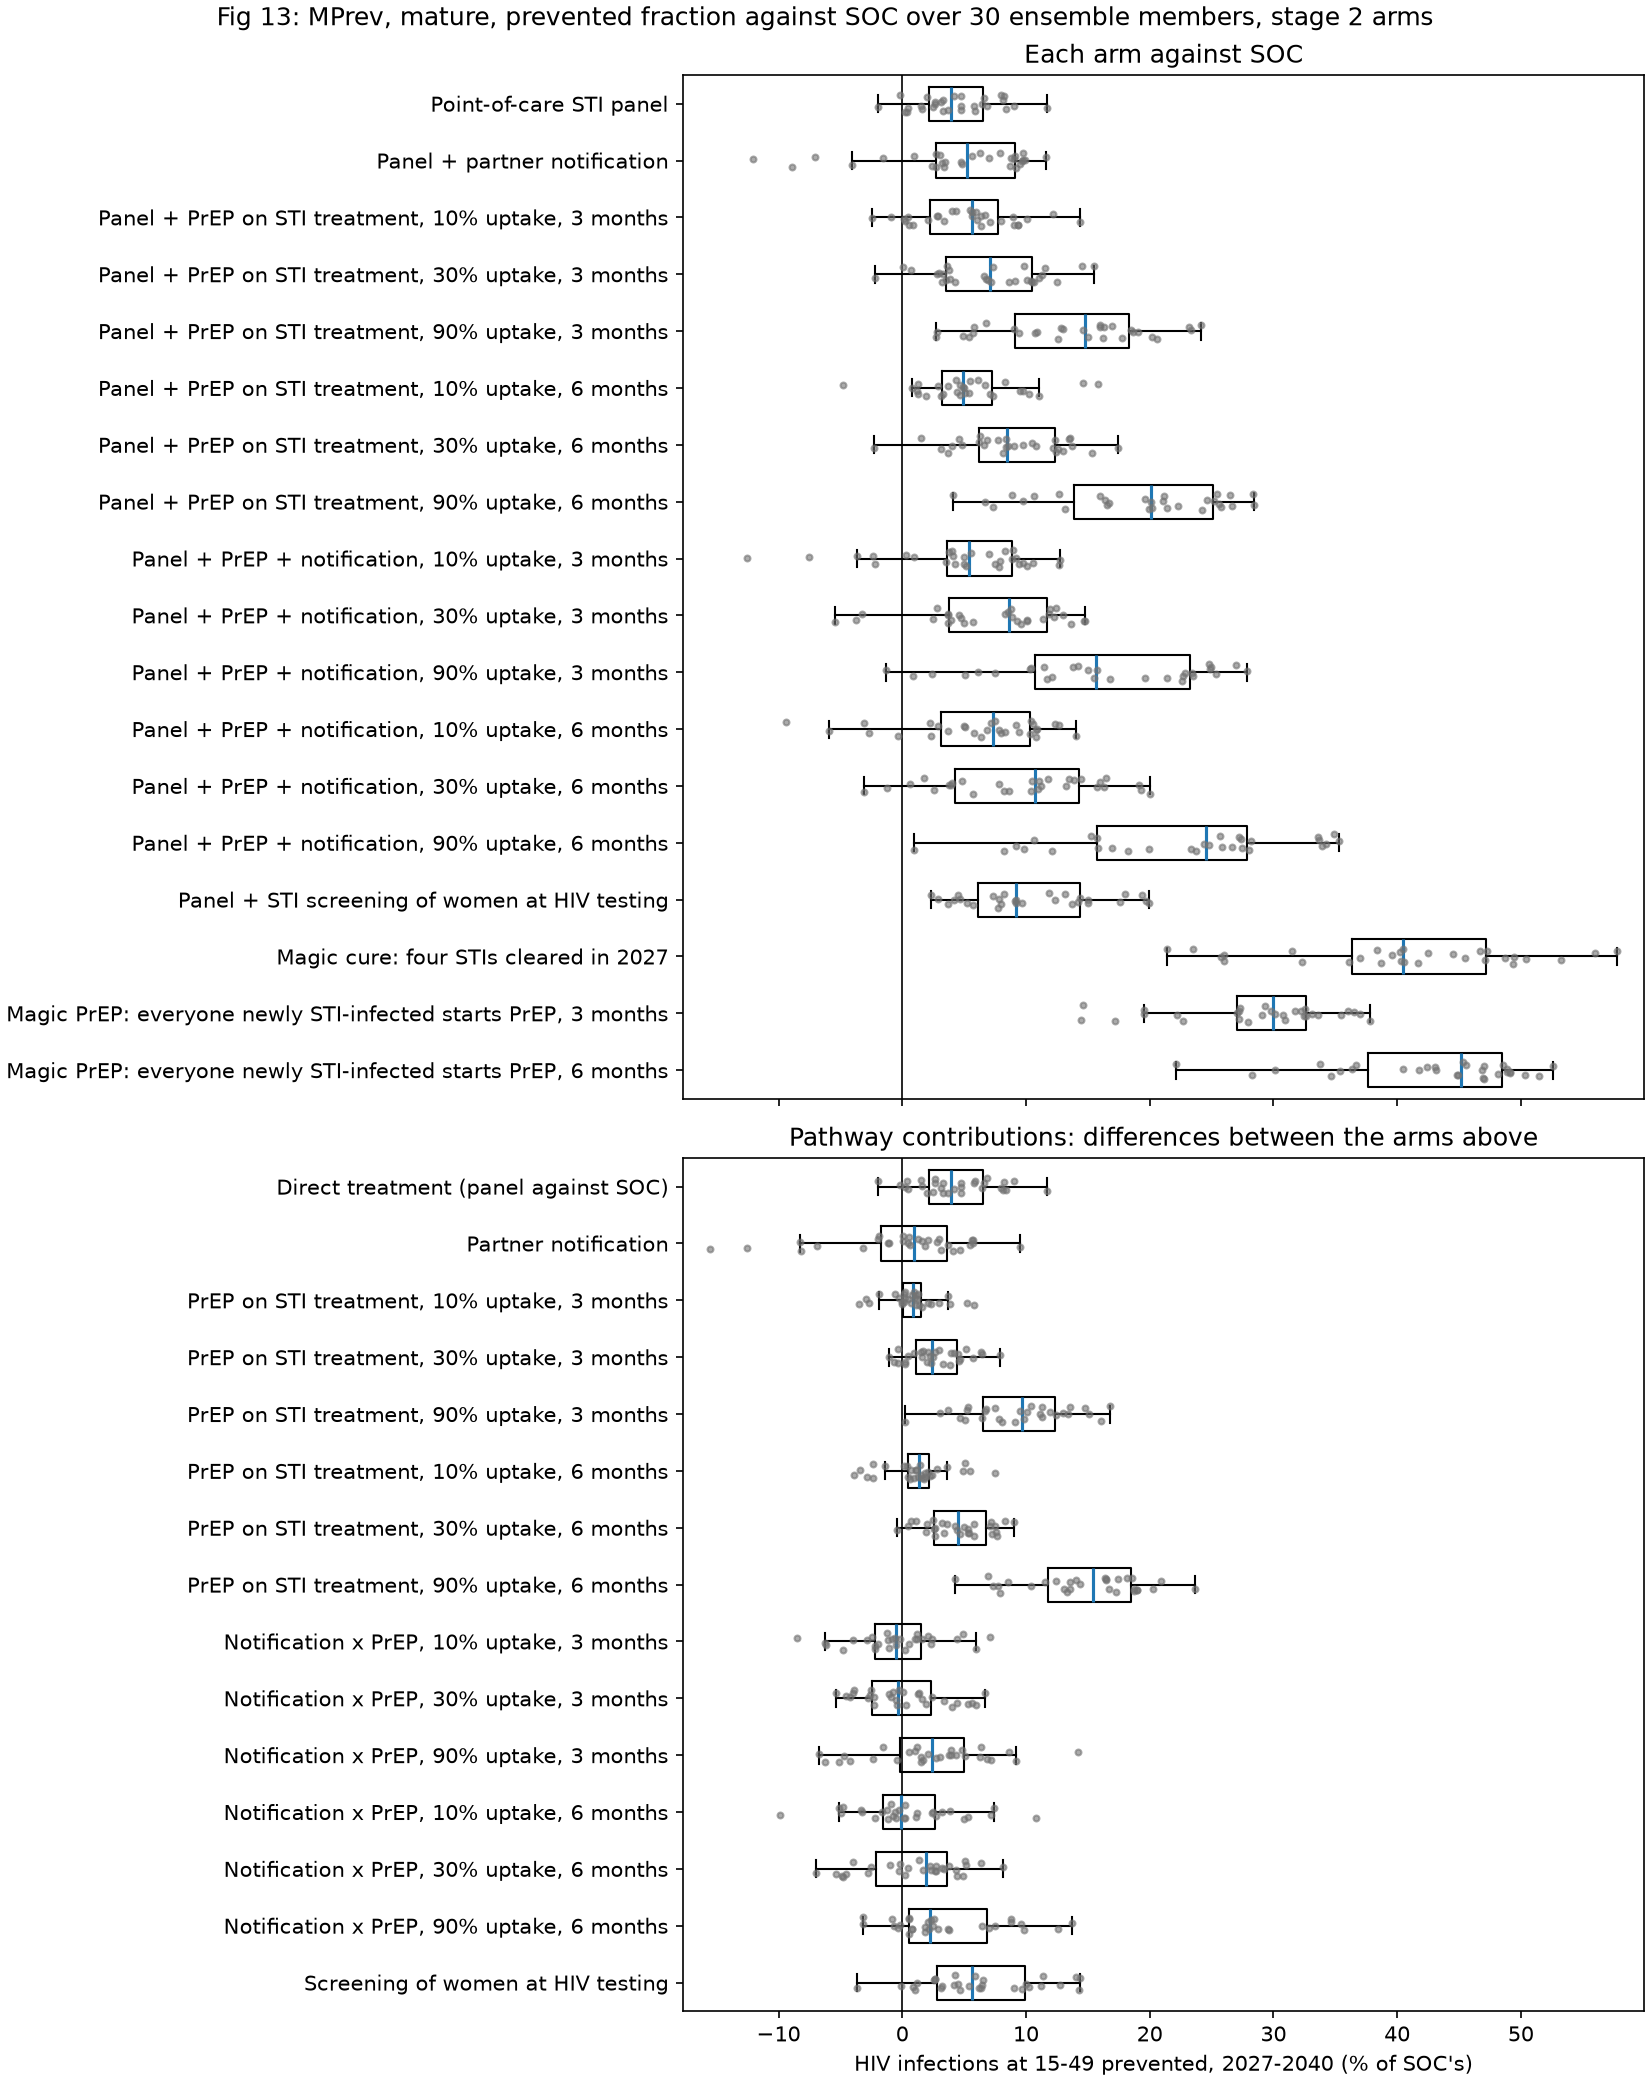 Fig 13: MPrev, mature, prevented fraction against SOC over 30 ensemble members, stage 2 arms
Each arm against SOC
Point-of-care STI panel
Panel + partner notification
Panel + PrEP on STI treatment, 10% uptake, 3 months
Panel + PrEP on STI treatment, 30% uptake, 3 months
Panel + PrEP on STI treatment, 90% uptake, 3 months
Panel + PrEP on STI treatment, 10% uptake, 6 months
Panel + PrEP on STI treatment, 30% uptake, 6 months
Panel + PrEP on STI treatment, 90% uptake, 6 months
Panel + PrEP + notification, 10% uptake, 3 months
Panel + PrEP + notification, 30% uptake, 3 months
Panel + PrEP + notification, 90% uptake, 3 months
Panel + PrEP + notification, 10% uptake, 6 months
Panel + PrEP + notification, 30% uptake, 6 months
Panel + PrEP + notification, 90% uptake, 6 months
Panel + STI screening of women at HIV testing
Magic cure: four STIs cleared in 2027
Magic PrEP: everyone newly STI-infected starts PrEP, 3 months
Magic PrEP: everyone newly STI-infected starts PrEP, 6 months
Pathway contributions: differences between the arms above
Direct treatment (panel against SOC)
Partner notification
PrEP on STI treatment, 10% uptake, 3 months
PrEP on STI treatment, 30% uptake, 3 months
PrEP on STI treatment, 90% uptake, 3 months
PrEP on STI treatment, 10% uptake, 6 months
PrEP on STI treatment, 30% uptake, 6 months
PrEP on STI treatment, 90% uptake, 6 months
Notification x PrEP, 10% uptake, 3 months
Notification x PrEP, 30% uptake, 3 months
Notification x PrEP, 90% uptake, 3 months
Notification x PrEP, 10% uptake, 6 months
Notification x PrEP, 30% uptake, 6 months
Notification x PrEP, 90% uptake, 6 months
Screening of women at HIV testing
−10 0 10 20 30 40 50
HIV infections at 15-49 prevented, 2027-2040 (% of SOC's)